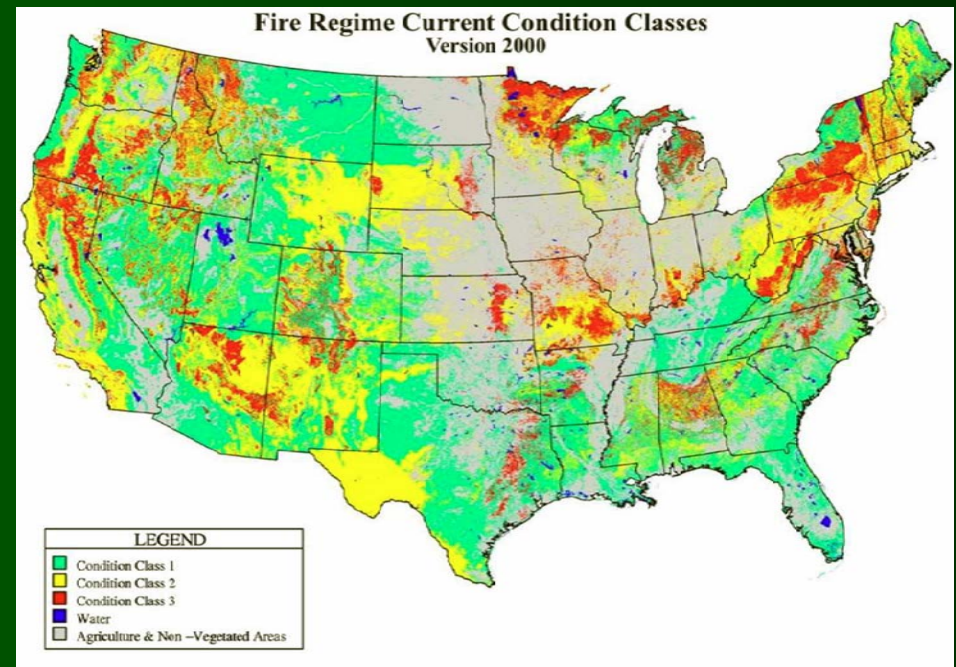 Fire Regime Current Condition Classes
Version 2000
LEGEND
Condition Class 1
Condition Class 2
Condition Class 3
Water
Agriculture & Non –Vegetated Areas